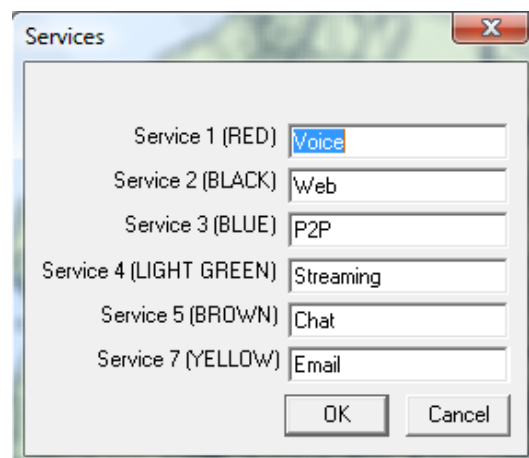 Services
Service 1 (RED) Voice
Service 2 (BLACK) Web
Service 3 (BLUE) P2P
Service 4 (LIGHT GREEN) Streaming
Service 5 (BROWN) Chat
Service 7 (YELLOW) Email
OK Cancel